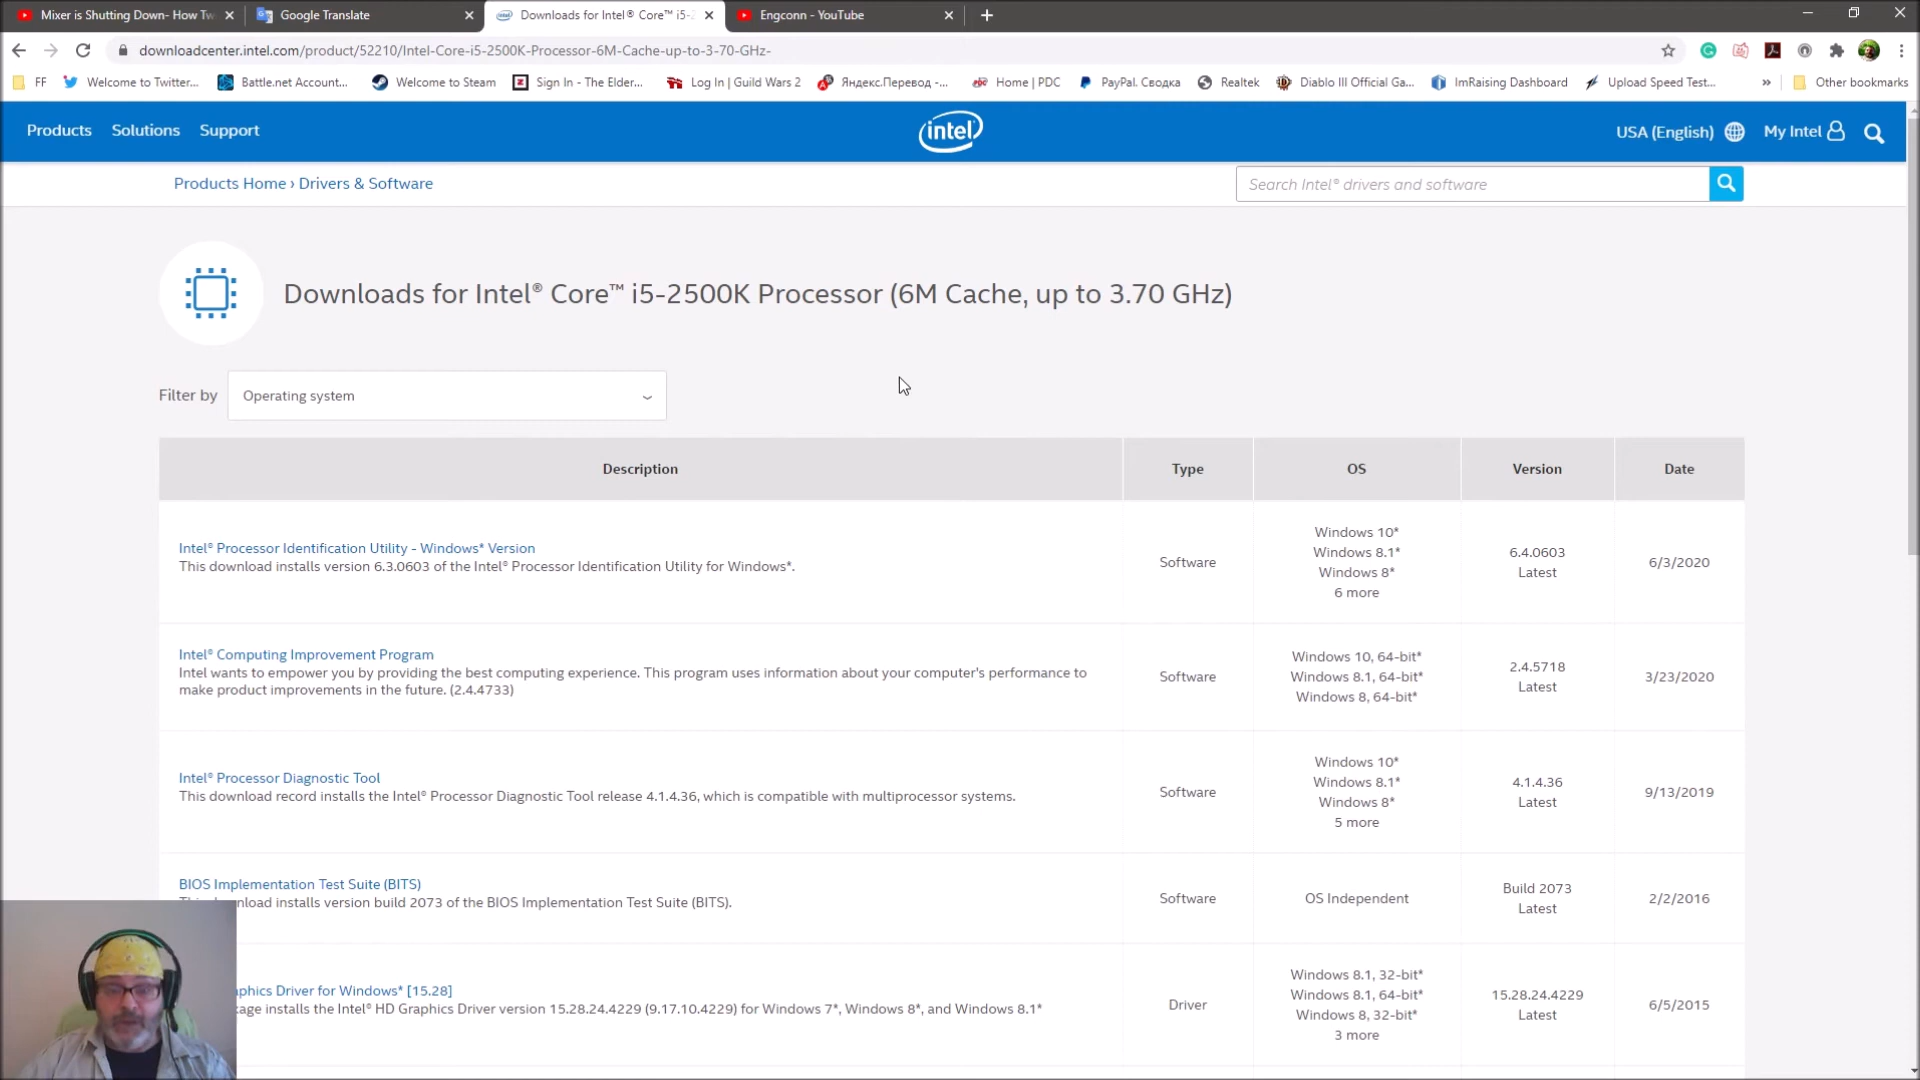 Mixer is Shutting Down- How Tw
Google Translate
Downloads for Intel® Core™ i5-2
Engconn - YouTube
downloadcenter.intel.com/product/52210/Intel-Core-i5-2500K-Processor-6M-Cache-up-to-3-70-GHz-
FF
Welcome to Twitter...
Battle.net Account...
Welcome to Steam
Sign In - The Elder...
Log In | Guild Wars 2
Яндекс.Перевод -...
Home | PDC
PayPal. Сводка
Realtek
Diablo III Official Ga...
ImRaising Dashboard
Upload Speed Test...
»
Other bookmarks
Products Solutions Support
intel
USA (English)
My Intel
Products Home › Drivers & Software
Search Intel® drivers and software
Downloads for Intel® Core™ i5-2500K Processor (6M Cache, up to 3.70 GHz)
Filter by
Operating system
Description Type OS Version Date
Intel® Processor Identification Utility - Windows* Version
This download installs version 6.3.0603 of the Intel® Processor Identification Utility for Windows*.
Software
Windows 10*
Windows 8.1*
Windows 8*
6 more
6.4.0603
Latest
6/3/2020
Intel® Computing Improvement Program
Intel wants to empower you by providing the best computing experience. This program uses information about your computer's performance to
make product improvements in the future. (2.4.4733)
Software
Windows 10, 64-bit*
Windows 8.1, 64-bit*
Windows 8, 64-bit*
2.4.5718
Latest
3/23/2020
Intel® Processor Diagnostic Tool
This download record installs the Intel® Processor Diagnostic Tool release 4.1.4.36, which is compatible with multiprocessor systems.
Software
Windows 10*
Windows 8.1*
Windows 8*
5 more
4.1.4.36
Latest
9/13/2019
BIOS Implementation Test Suite (BITS)
This download installs version build 2073 of the BIOS Implementation Test Suite (BITS).
Software
OS Independent
Build 2073
Latest
2/2/2016
aphics Driver for Windows* [15.28]
kage installs the Intel® HD Graphics Driver version 15.28.24.4229 (9.17.10.4229) for Windows 7*, Windows 8*, and Windows 8.1*
Driver
Windows 8.1, 32-bit*
Windows 8.1, 64-bit*
Windows 8, 32-bit*
3 more
15.28.24.4229
Latest
6/5/2015